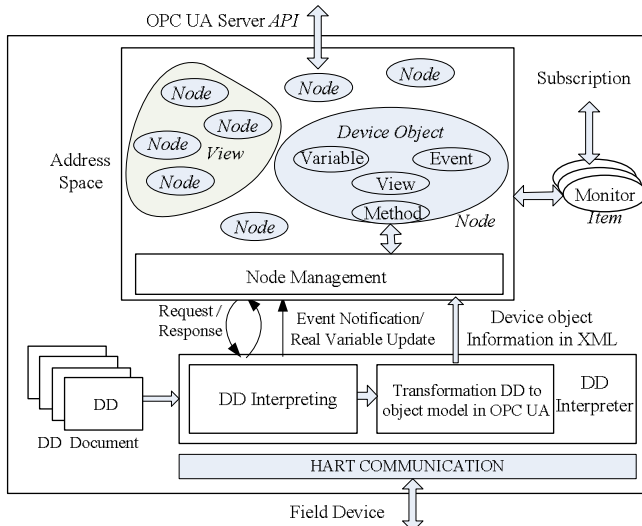 OPC UA Server API
Node
Node
Node
Node
Node
Node
View
Node
Device Object
Variable
Event
View
Method
Node
Address
Space
Subscription
Monitor
Item
Node Management
Request /
Response
Event Notification/
Real Variable Update
Device object
Information in XML
DD
DD Document
DD Interpreting
Transformation DD to
object model in OPC UA
DD
Interpreter
HART COMMUNICATION
Field Device